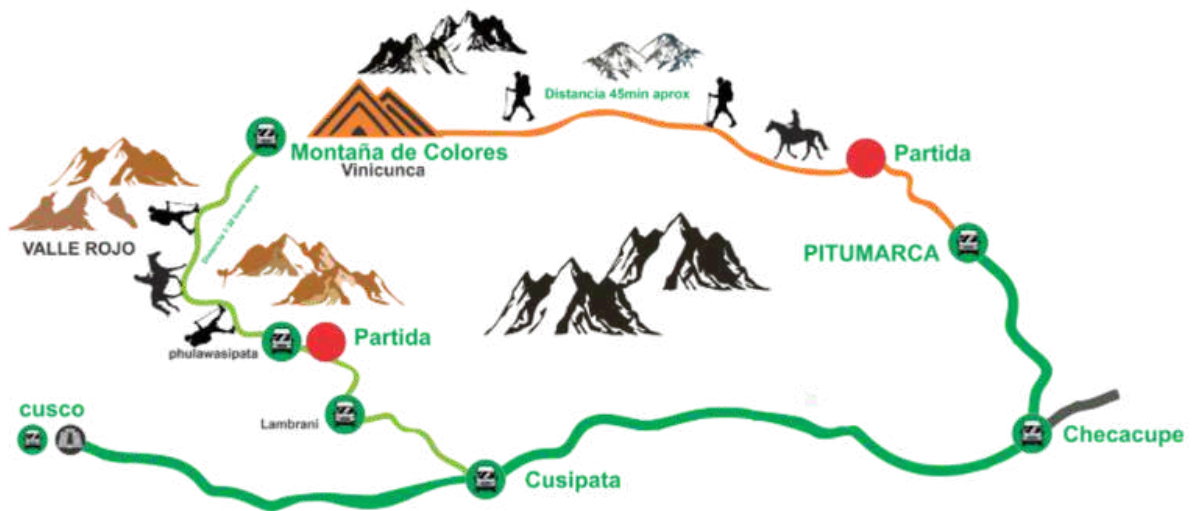 Distancia 45min aprox
Partida
Montaña de Colores
Vinicunca
VALLE ROJO
PITUMARCA
Partida
phulawasipata
cusco
Lambrani
Checacupe
Cusipata